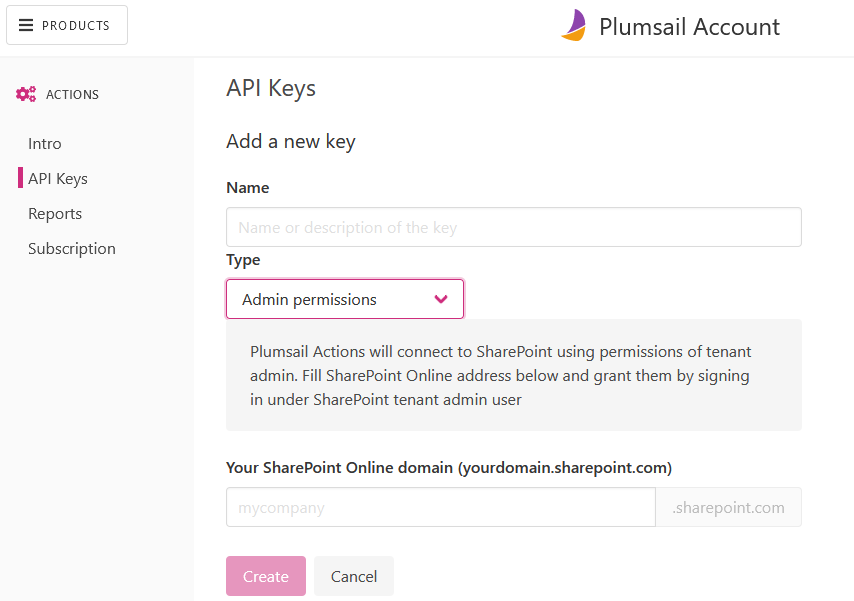 PRODUCTS
Plumsail Account
ACTIONS
Intro
API Keys
Reports
Subscription
API Keys
Add a new key
Name
Name or description of the key
Type
Admin permissions
Plumsail Actions will connect to SharePoint using permissions of tenant
admin. Fill SharePoint Online address below and grant them by signing
in under SharePoint tenant admin user
Your SharePoint Online domain (yourdomain.sharepoint.com)
mycompany
.sharepoint.com
Create
Cancel